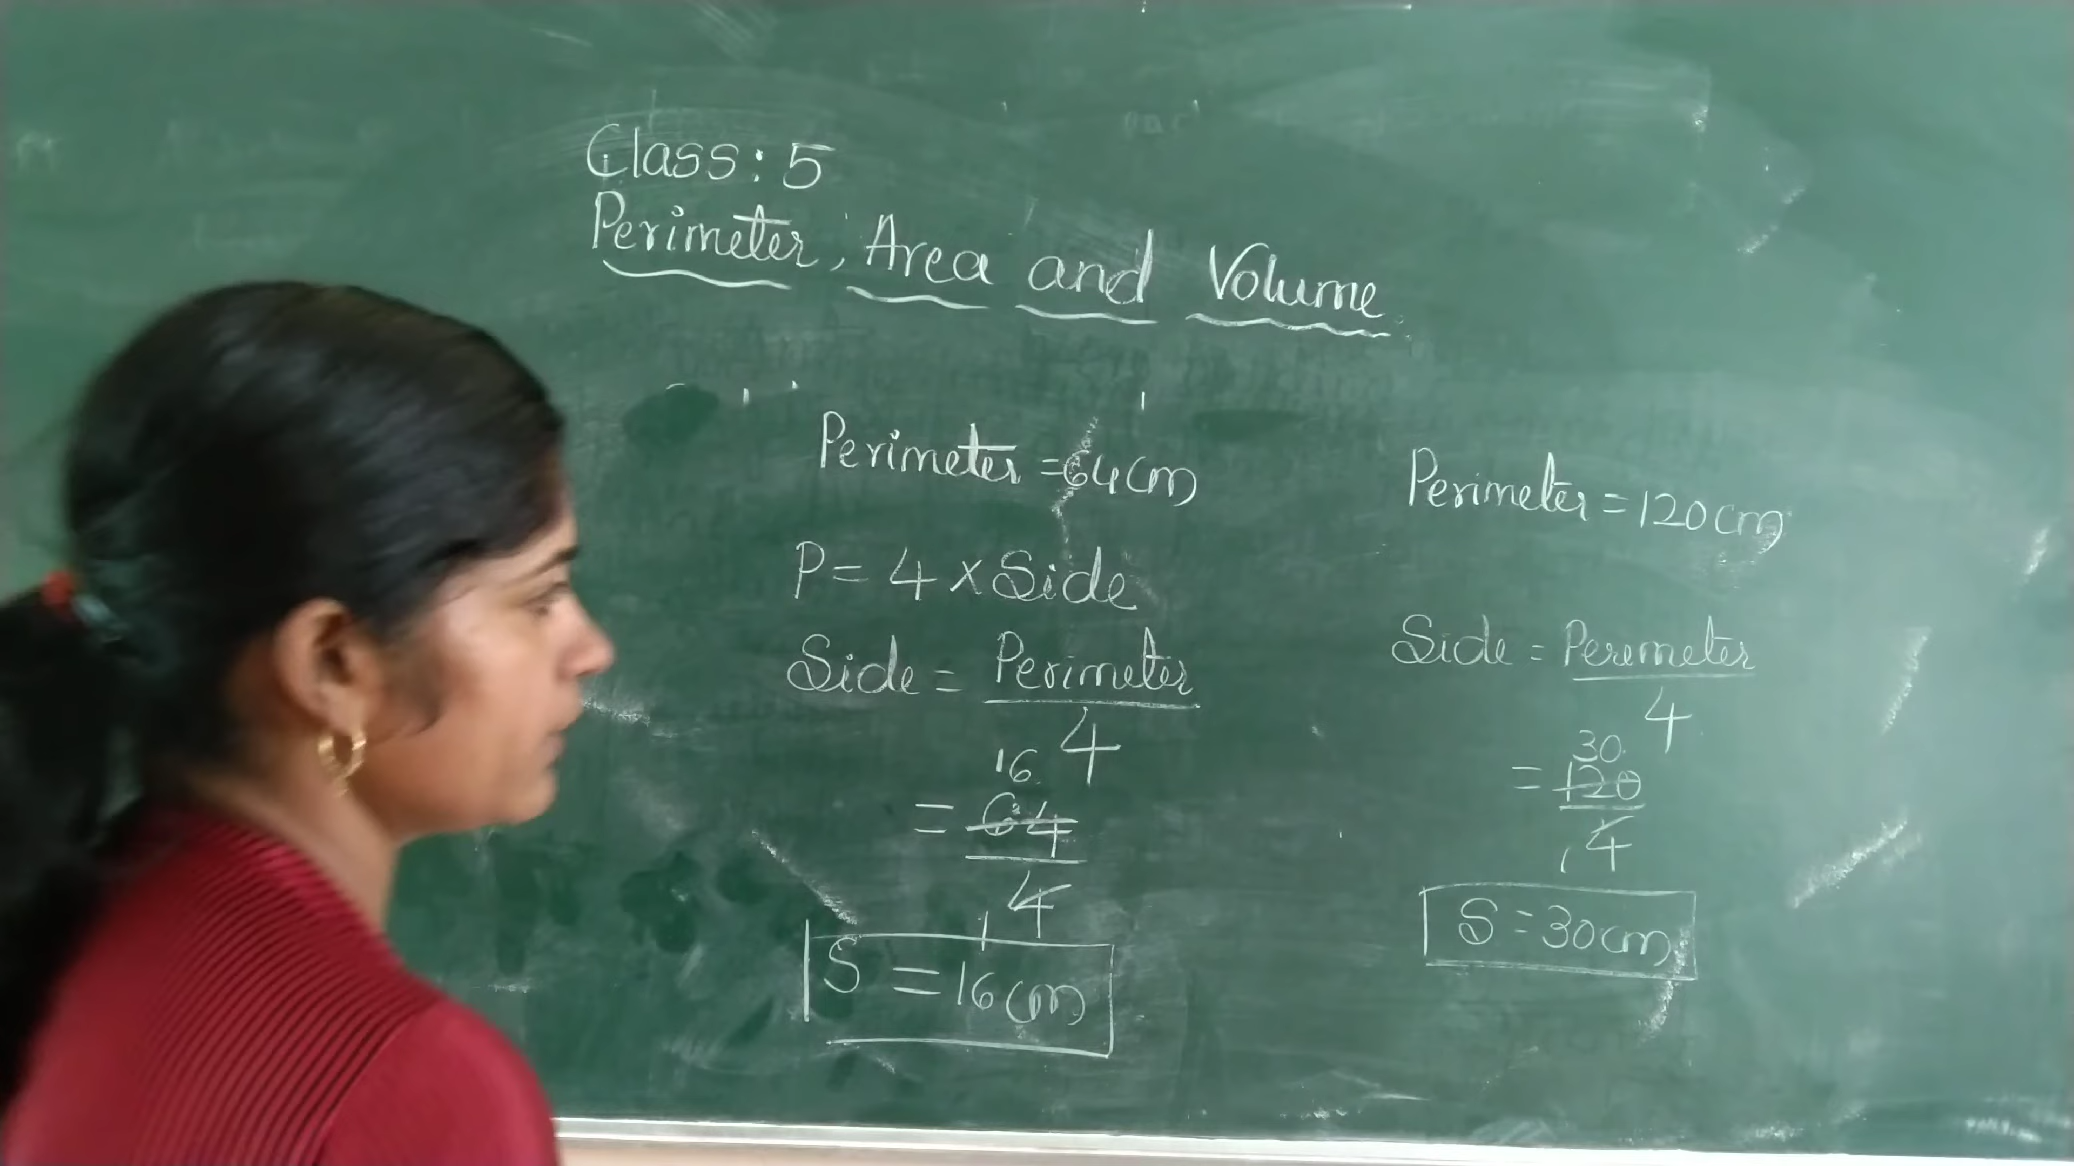 Class: 5
Perimeter, Area and Volume
Perimeter = 64cm
P = 4 x Side
Side = Perimeter
4
16
= 64
4
1
S = 16cm
Perimeter = 120cm
Side = Peremeter
4
30
= 120
4
1
S = 30cm